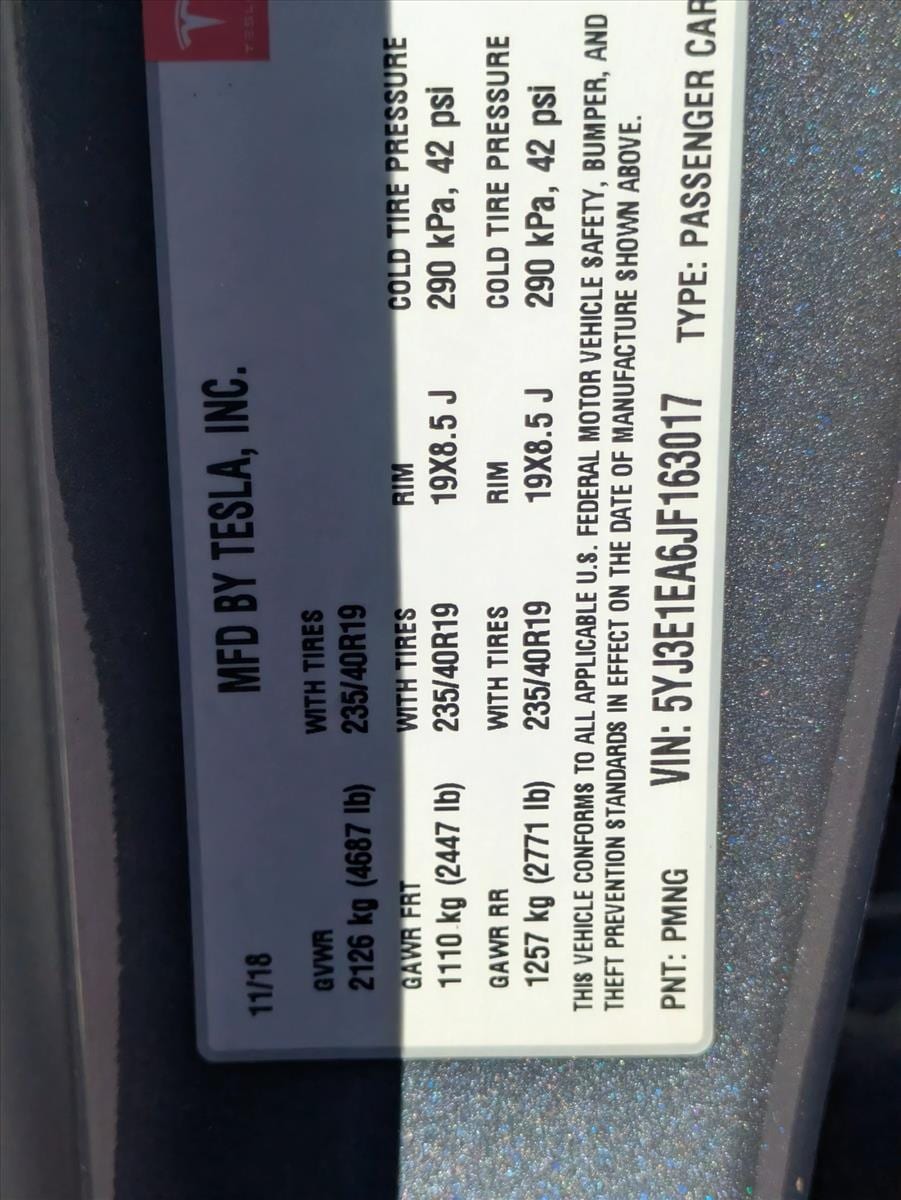 TESLA
11/18 MFD BY TESLA, INC.
GVWR WITH TIRES
2126 kg (4687 lb) 235/40R19
GAWR FRT WITH TIRES RIM COLD TIRE PRESSURE
1110 kg (2447 lb) 235/40R19 19X8.5 J 290 kPa, 42 psi
GAWR RR WITH TIRES RIM COLD TIRE PRESSURE
1257 kg (2771 lb) 235/40R19 19X8.5 J 290 kPa, 42 psi
THIS VEHICLE CONFORMS TO ALL APPLICABLE U.S. FEDERAL MOTOR VEHICLE SAFETY, BUMPER, AND
THEFT PREVENTION STANDARDS IN EFFECT ON THE DATE OF MANUFACTURE SHOWN ABOVE.
PNT: PMNG VIN: 5YJ3E1EA6JF163017 TYPE: PASSENGER CAR